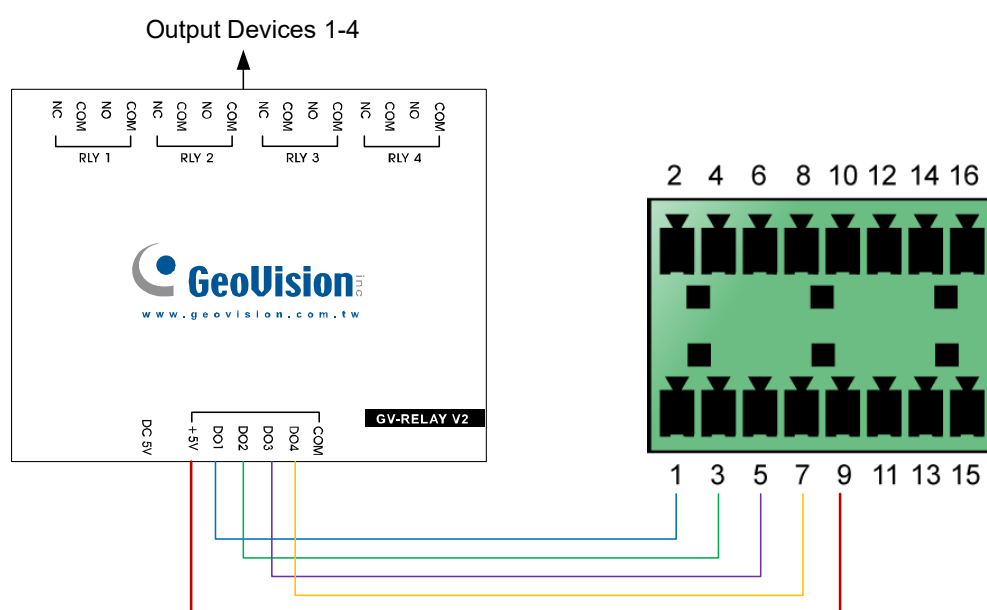 Output Devices 1-4
NC COM NO COM NC COM NO COM NC COM NO COM NC COM NO COM
RLY 1 RLY 2 RLY 3 RLY 4
GeoVision inc
www.geovision.com.tw
GV-RELAY V2
DC 5V +5V DO1 DO2 DO3 DO4 COM
2 4 6 8 10 12 14 16
1 3 5 7 9 11 13 15